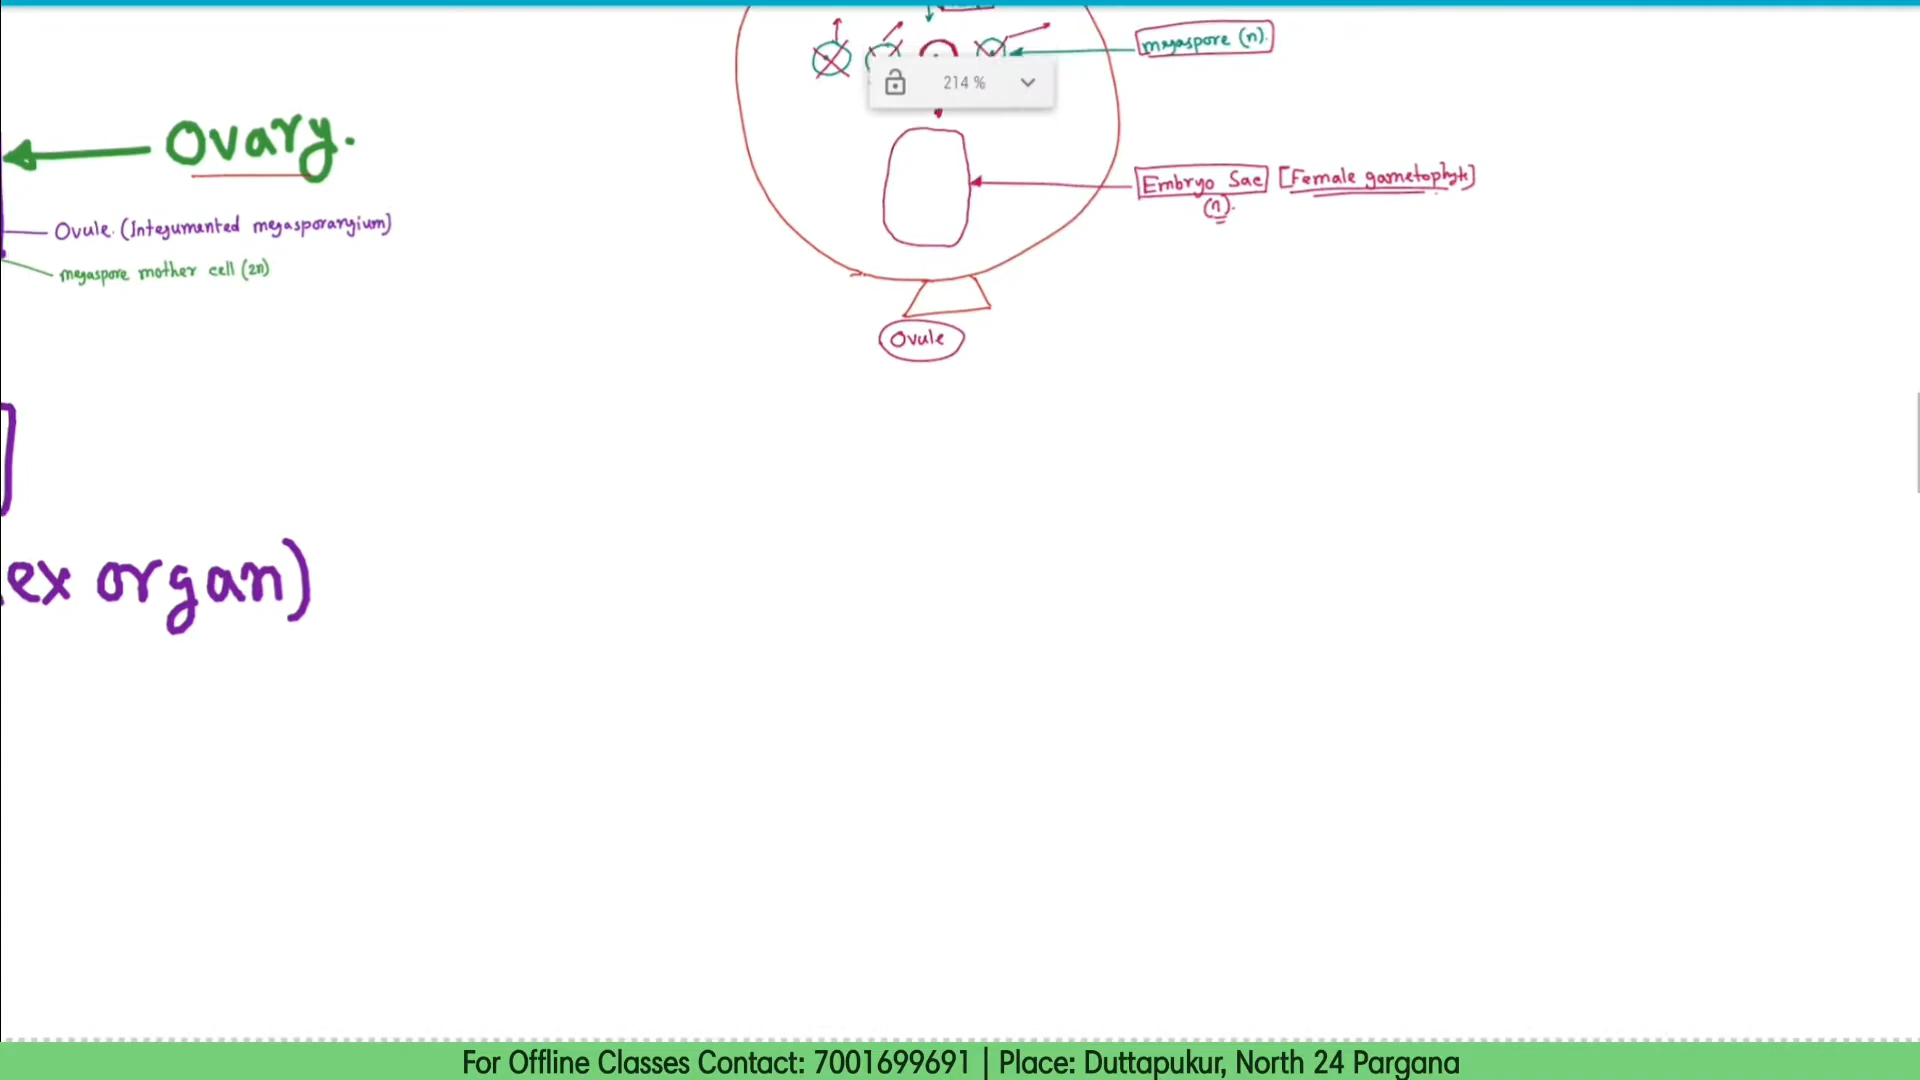 megaspore (n).
214 %
Ovary.
Embryo Sac [Female gametophyte]
(n).
Ovule (Integumented megasporangium)
megaspore mother cell (2n)
Ovule
ex organ)
For Offline Classes Contact: 7001699691 | Place: Duttapukur, North 24 Pargana